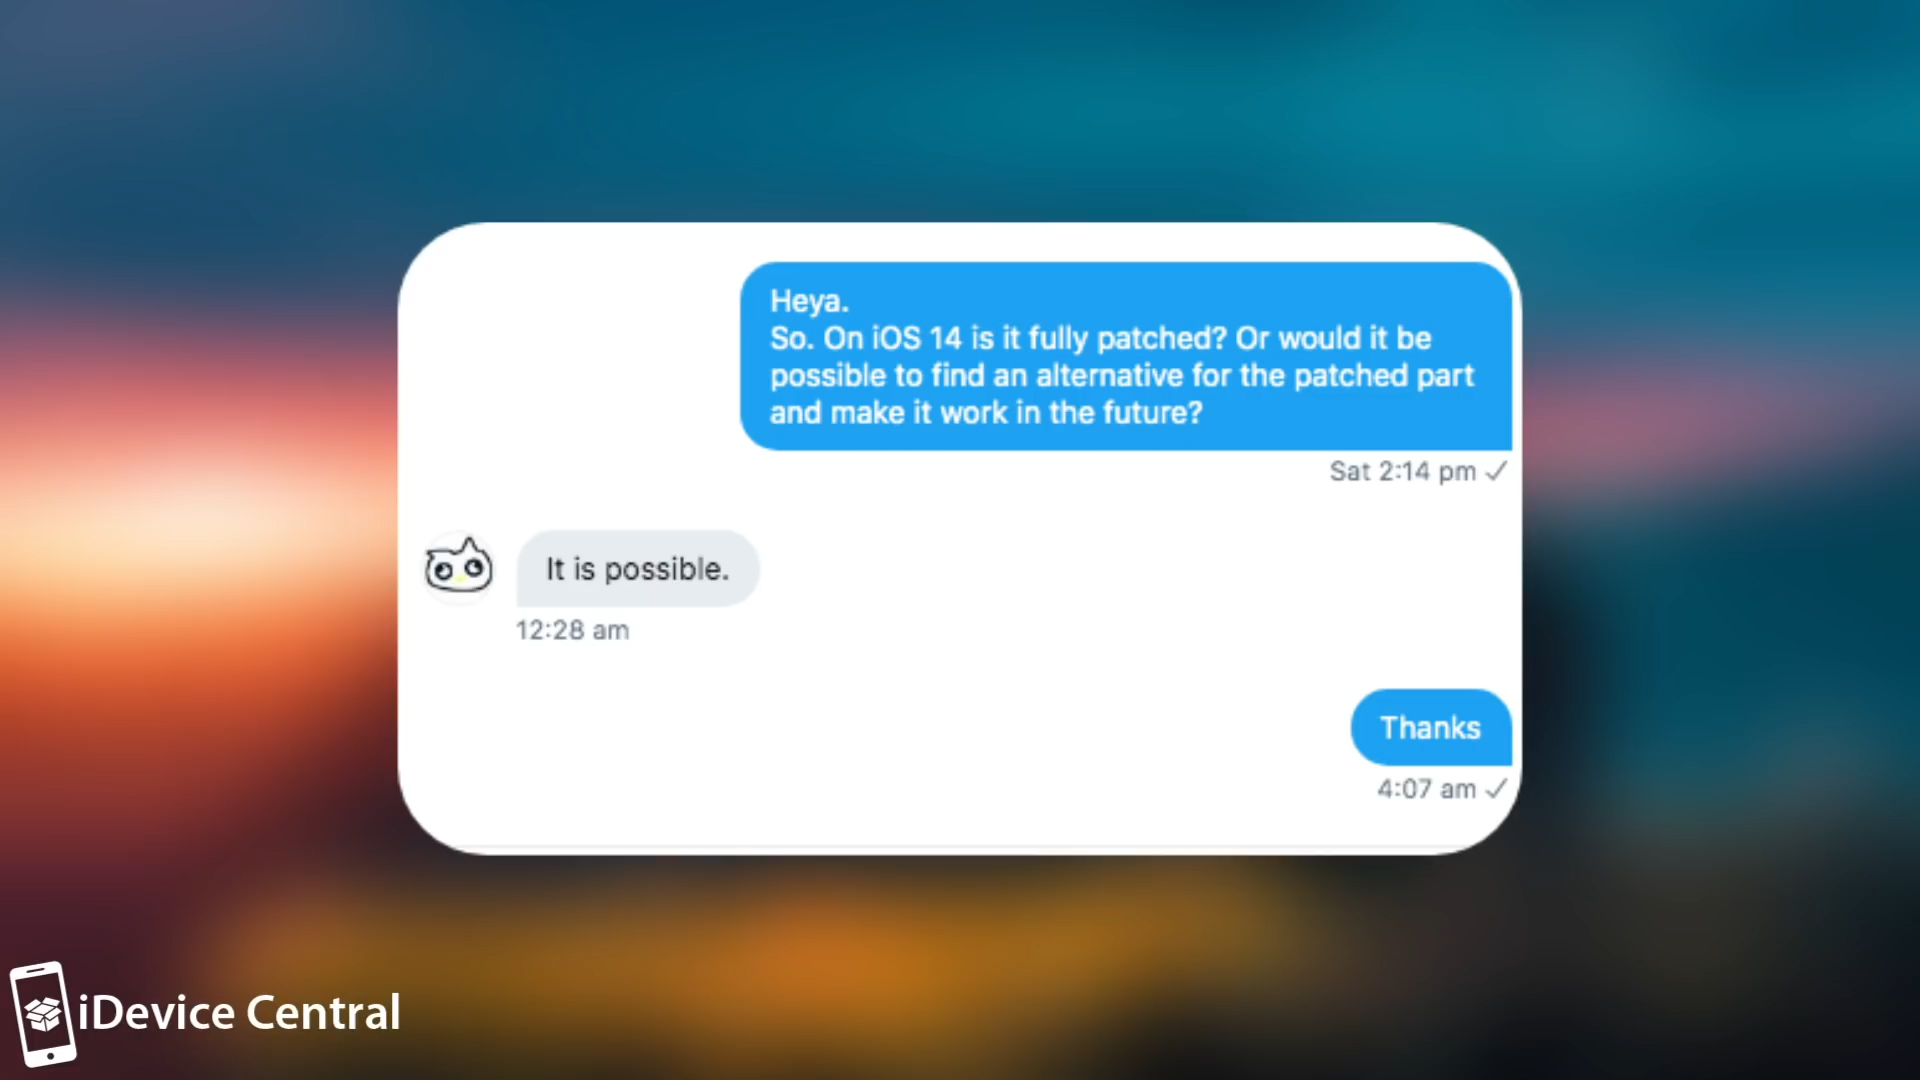 Heya.
So. On iOS 14 is it fully patched? Or would it be
possible to find an alternative for the patched part
and make it work in the future?
Sat 2:14 pm ✓
It is possible.
12:28 am
Thanks
4:07 am ✓
iDevice Central